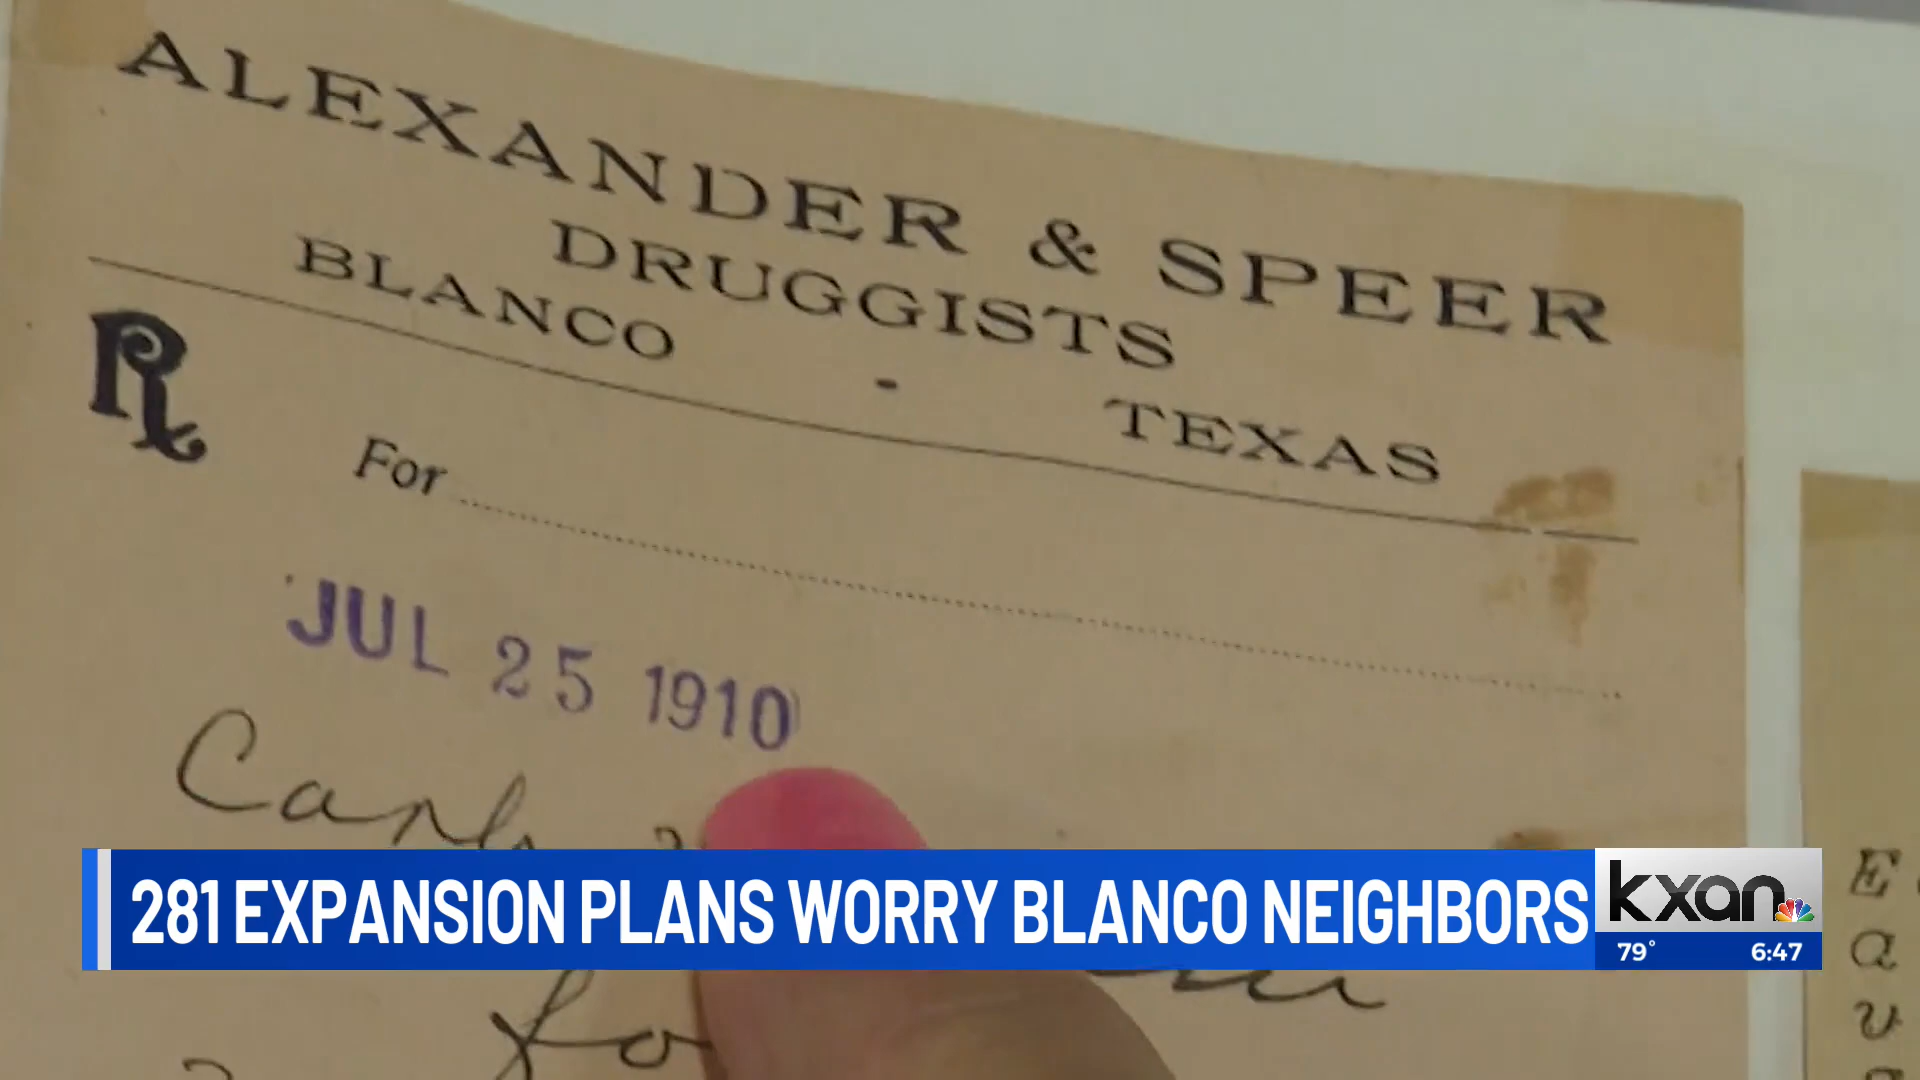 ALEXANDER & SPEER
DRUGGISTS
BLANCO - TEXAS
Rx
For
JUL 25 1910
281 EXPANSION PLANS WORRY BLANCO NEIGHBORS
kxan
79° 6:47